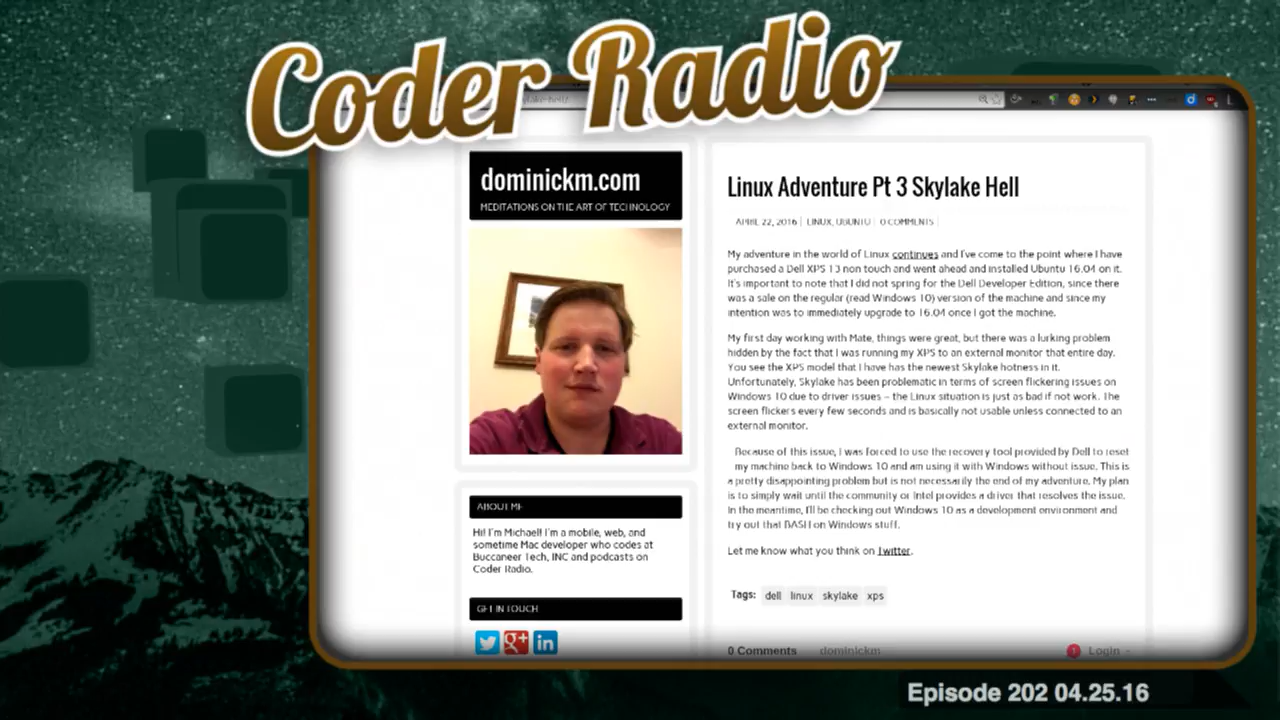 Coder Radio
dominickm.com
MEDITATIONS ON THE ART OF TECHNOLOGY
ABOUT ME
Hi! I'm Michael! I'm a mobile, web, and
sometime Mac developer who codes at
Buccaneer Tech, INC and podcasts on
Coder Radio.
GET IN TOUCH
Linux Adventure Pt 3 Skylake Hell
APRIL 22, 2016 | LINUX, UBUNTU | 0 COMMENTS
My adventure in the world of Linux continues and I've come to the point where I have
purchased a Dell XPS 13 non touch and went ahead and installed Ubuntu 16.04 on it.
It's important to note that I did not spring for the Dell Developer Edition, since there
was a sale on the regular (read Windows 10) version of the machine and since my
intention was to immediately upgrade to 16.04 once I got the machine.
My first day working with Mate, things were great, but there was a lurking problem
hidden by the fact that I was running my XPS to an external monitor that entire day.
You see the XPS model that I have has the newest Skylake hotness in it.
Unfortunately, Skylake has been problematic in terms of screen flickering issues on
Windows 10 due to driver issues – the Linux situation is just as bad if not work. The
screen flickers every few seconds and is basically not usable unless connected to an
external monitor.
Because of this issue, I was forced to use the recovery tool provided by Dell to reset
my machine back to Windows 10 and am using it with Windows without issue. This is
a pretty disappointing problem but is not necessarily the end of my adventure. My plan
is to simply wait until the community or Intel provides a driver that resolves the issue.
In the meantime, I'll be checking out Windows 10 as a development environment and
try out that BASH on Windows stuff.
Let me know what you think on Twitter.
Tags: dell linux skylake xps
0 Comments dominickm 1 Login
Episode 202 04.25.16